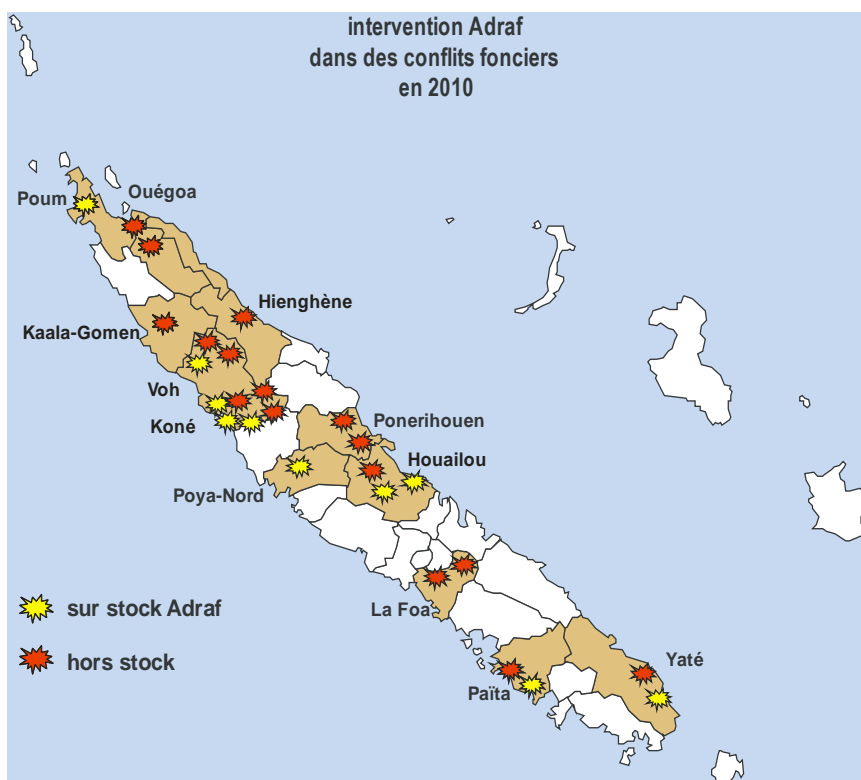 intervention Adraf
dans des conflits fonciers
en 2010
Ouégoa
Poum
Hienghène
Kaala-Gomen
Voh
Koné
Ponerihouen
Houailou
Poya-Nord
La Foa
sur stock Adraf
hors stock
Yaté
Païta